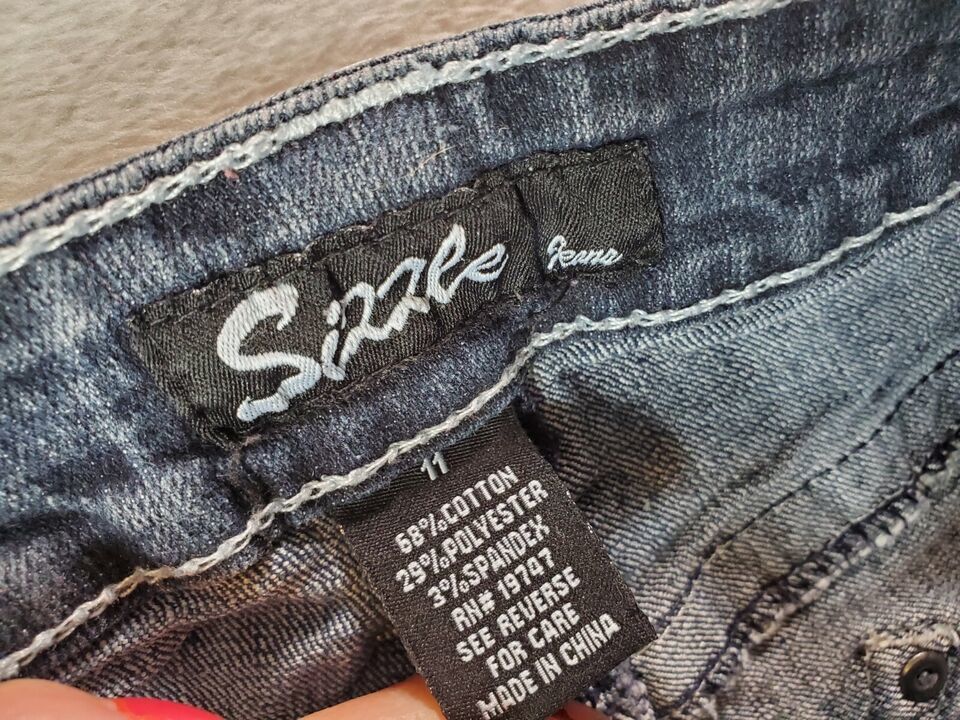 Sizzle Jeans
11
68%COTTON
29%POLYESTER
3%SPANDEX
RN# 19747
SEE REVERSE
FOR CARE
MADE IN CHINA